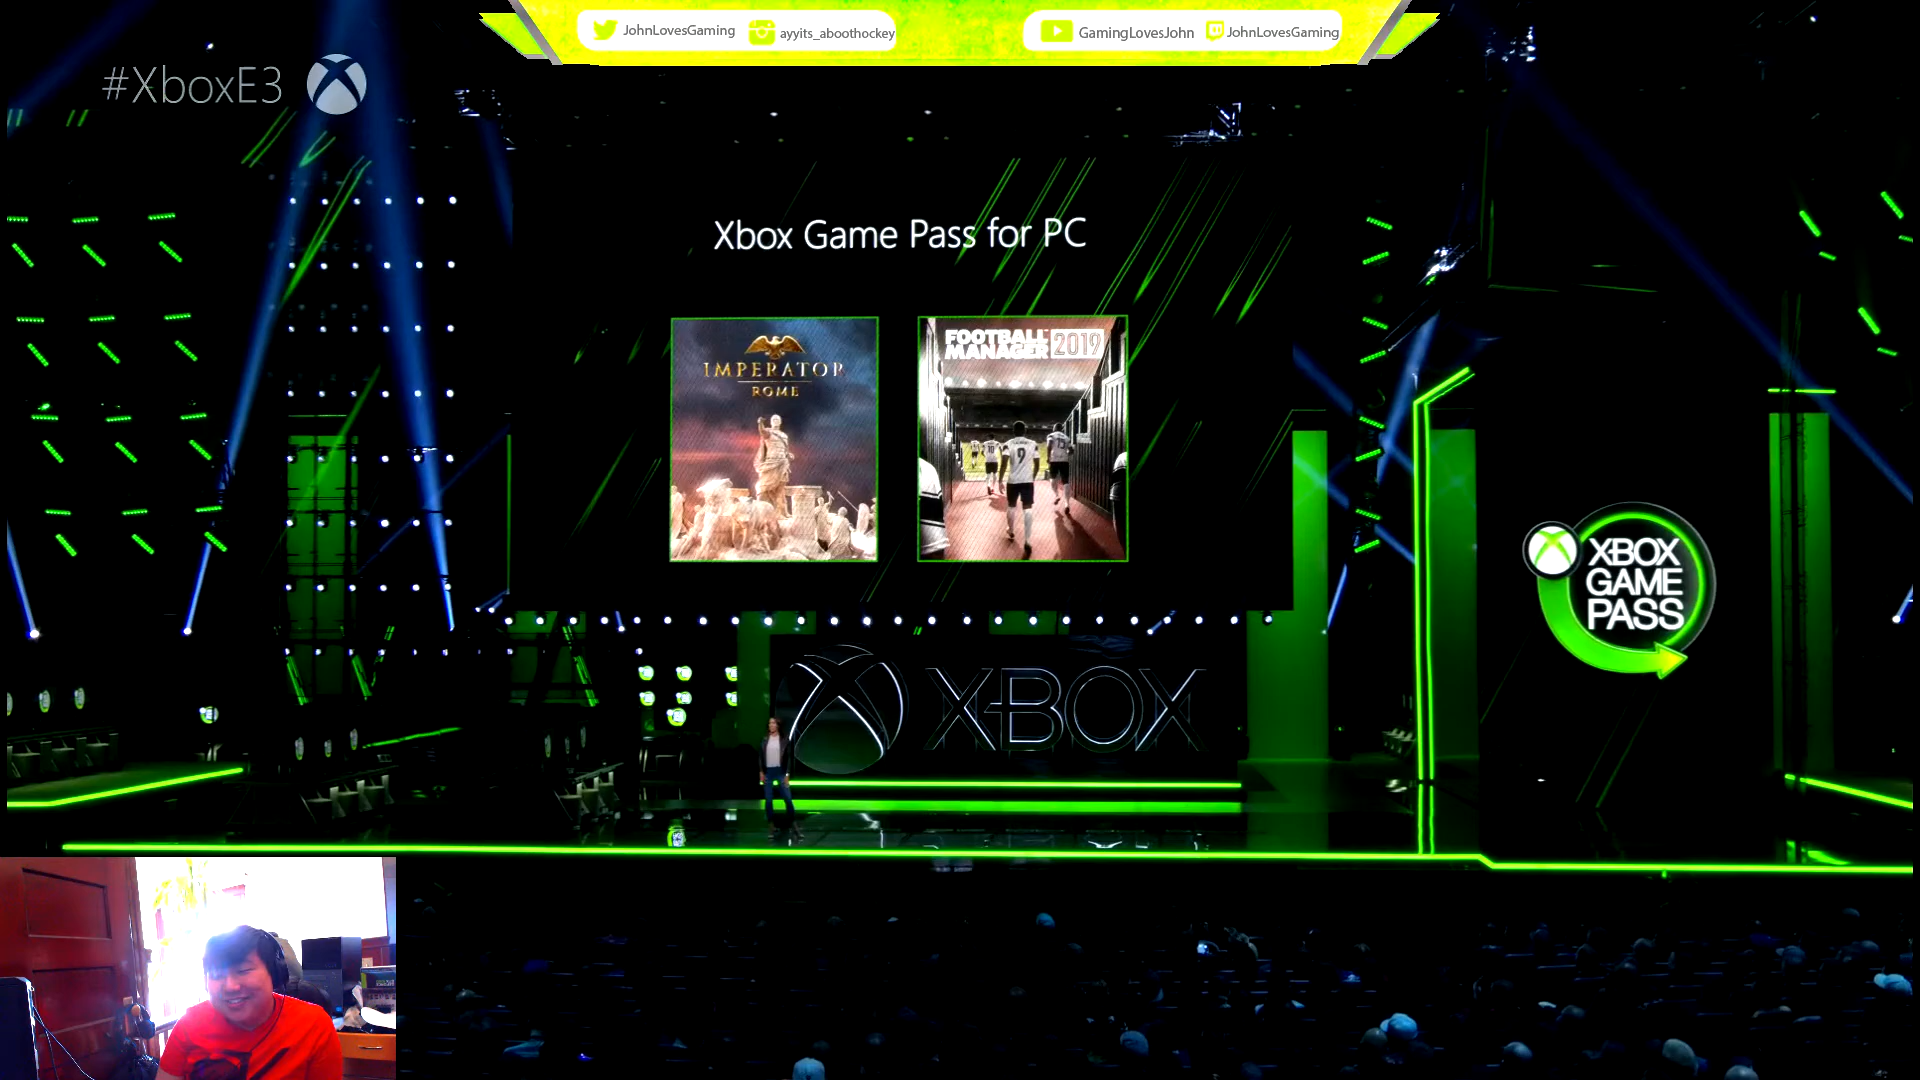 JohnLovesGaming
ayyits_aboothockey
GamingLovesJohn
JohnLovesGaming
#XboxE3
Xbox Game Pass for PC
IMPERATOR
ROME
FOOTBALL
MANAGER 2019
9
XBOX
GAME
PASS
XBOX